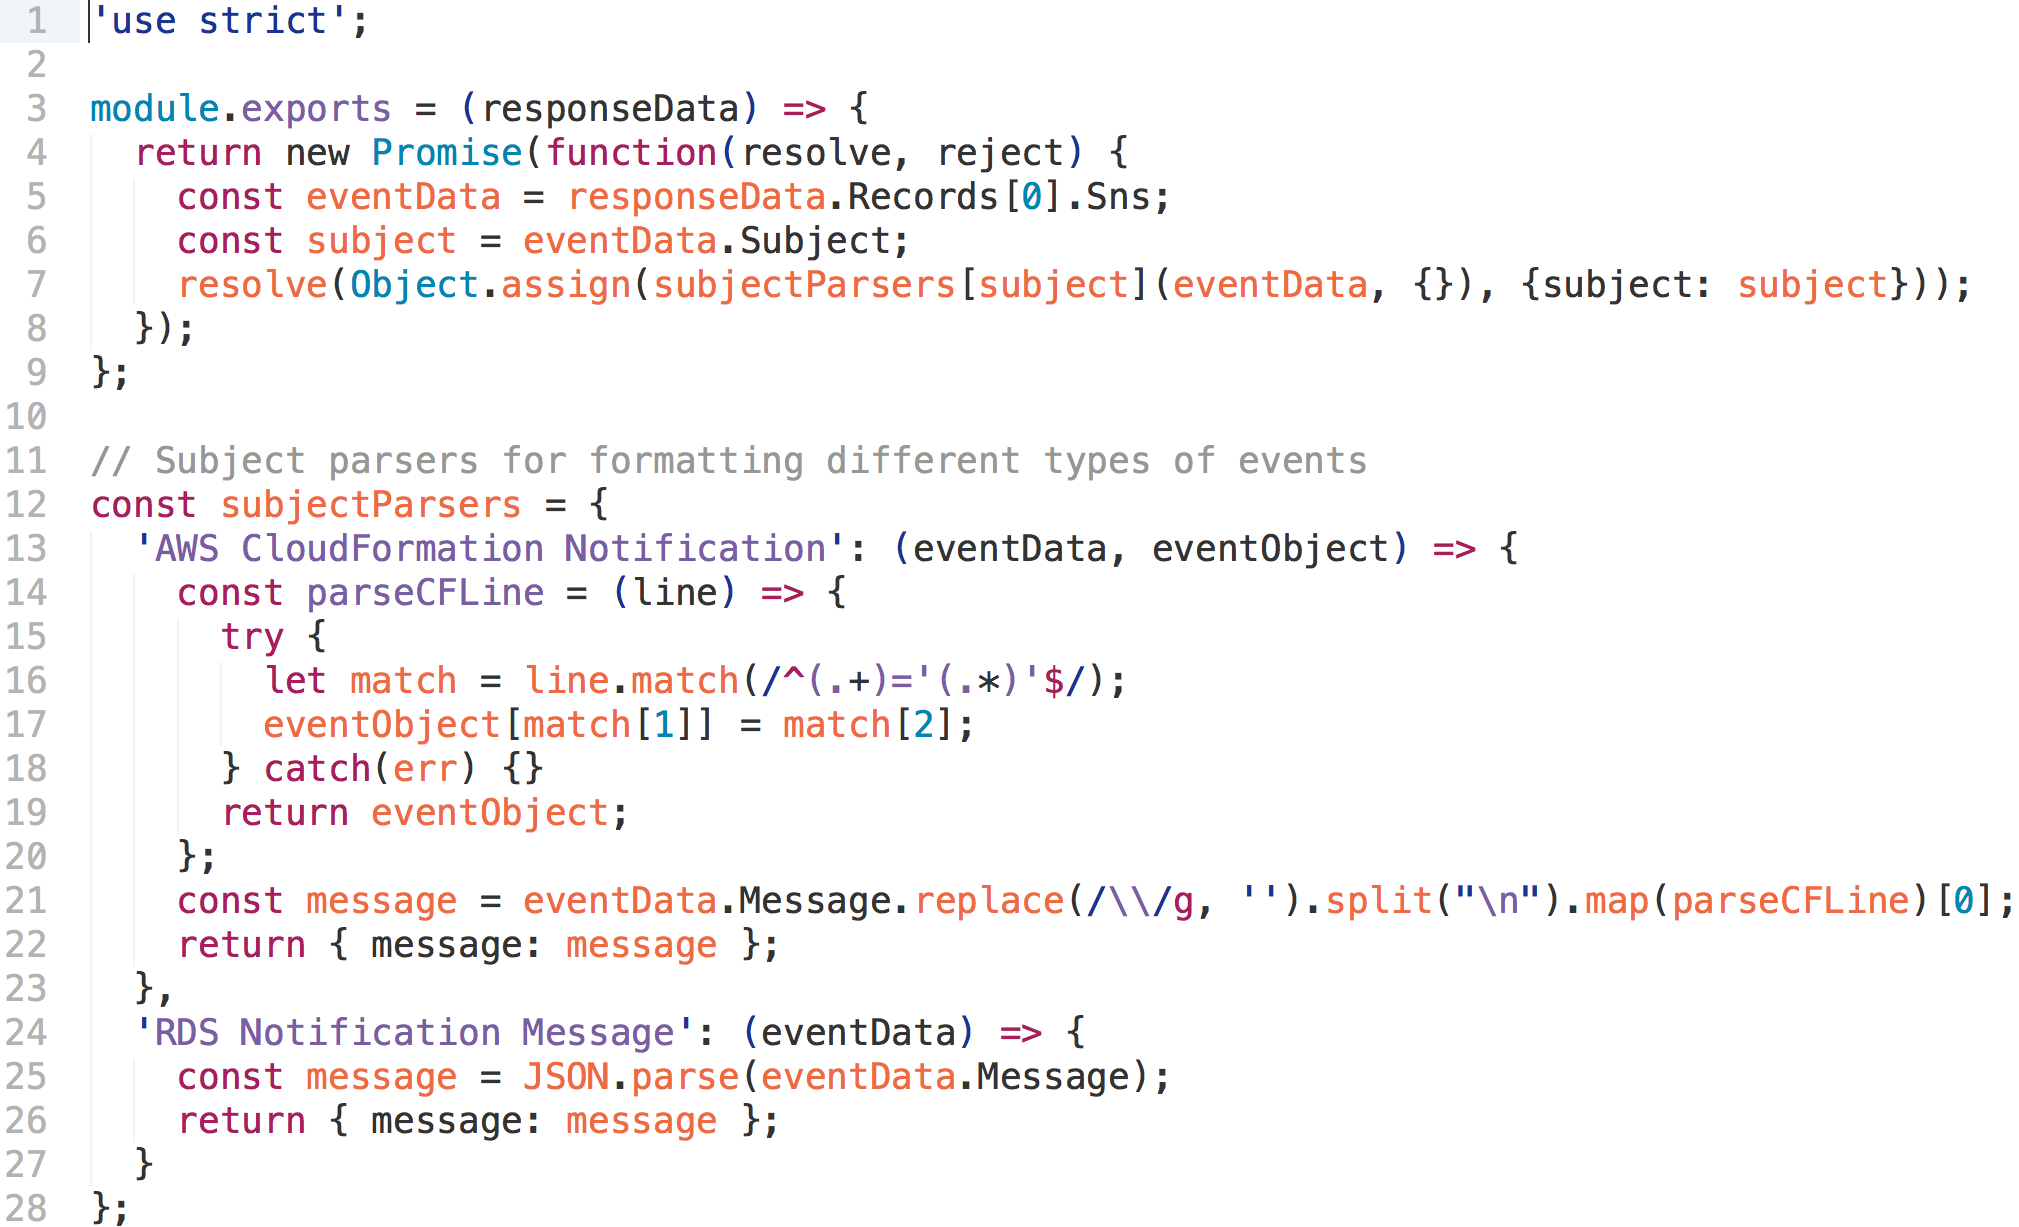 1 'use strict';
2
3 module.exports = (responseData) => {
4   return new Promise(function(resolve, reject) {
5     const eventData = responseData.Records[0].Sns;
6     const subject = eventData.Subject;
7     resolve(Object.assign(subjectParsers[subject](eventData, {}), {subject: subject}));
8   });
9 };
10
11 // Subject parsers for formatting different types of events
12 const subjectParsers = {
13   'AWS CloudFormation Notification': (eventData, eventObject) => {
14     const parseCFLine = (line) => {
15       try {
16         let match = line.match(/^(.+)='(.*)'$/);
17         eventObject[match[1]] = match[2];
18       } catch(err) {}
19       return eventObject;
20     };
21     const message = eventData.Message.replace(/\\/g, '').split("\n").map(parseCFLine)[0];
22     return { message: message };
23   },
24   'RDS Notification Message': (eventData) => {
25     const message = JSON.parse(eventData.Message);
26     return { message: message };
27   }
28 };